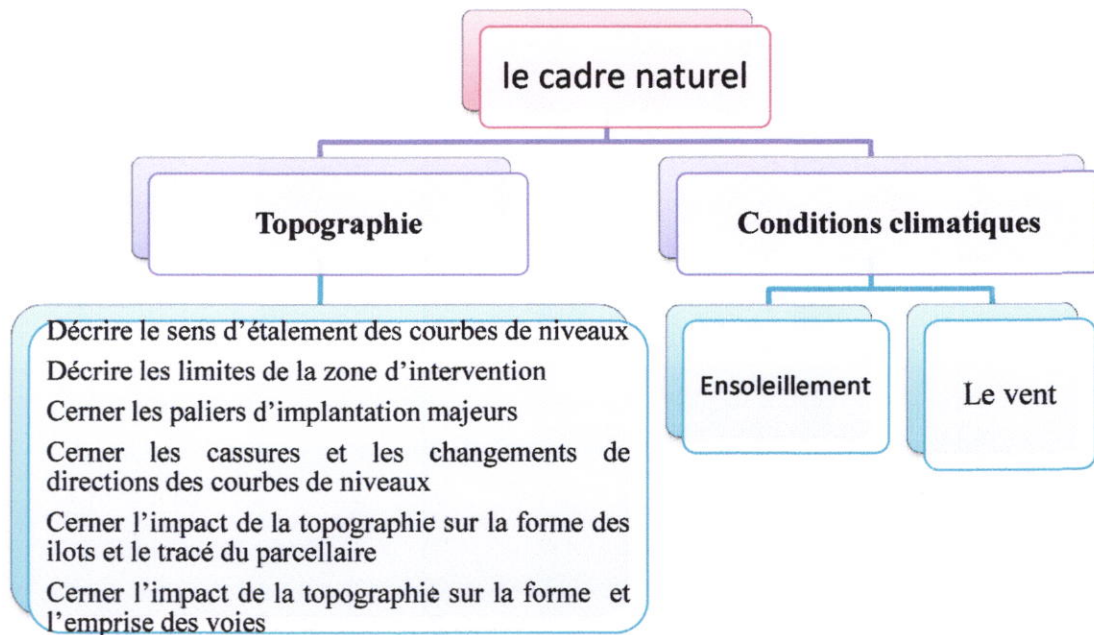 le cadre naturel
Topographie
Conditions climatiques
Décrire le sens d’étalement des courbes de niveaux
Décrire les limites de la zone d’intervention
Cerner les paliers d’implantation majeurs
Cerner les cassures et les changements de
directions des courbes de niveaux
Cerner l’impact de la topographie sur la forme des
ilots et le tracé du parcellaire
Cerner l’impact de la topographie sur la forme et
l’emprise des voies
Ensoleillement
Le vent